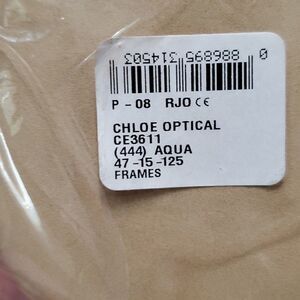 0 886895 314503
P - 08 RJO CE
CHLOE OPTICAL
CE3611
(444) AQUA
47 -15 -125
FRAMES